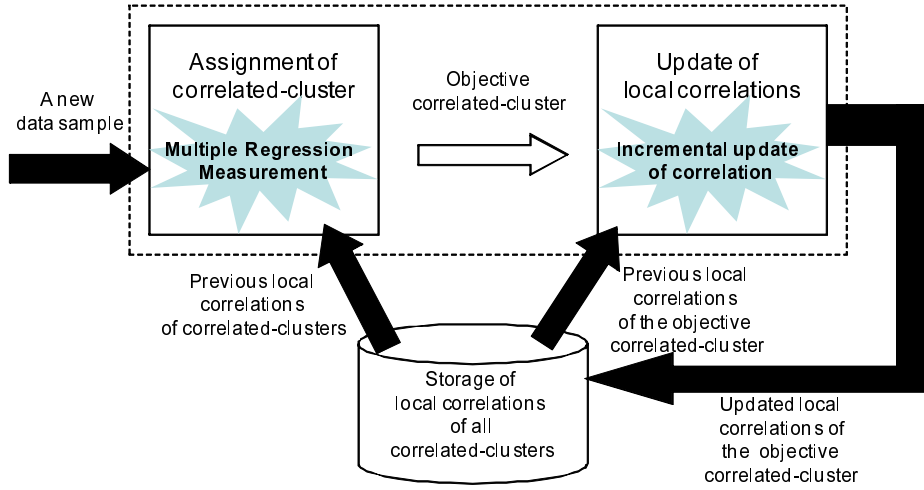 Assignment of
correlated-cluster
Multiple Regression
Measurement
A new
data sample
Objective
correlated-cluster
Update of
local correlations
Incremental update
of correlation
Previous local
correlations
of correlated-clusters
Previous local
correlations
of the objective
correlated-cluster
Storage of
local correlations
of all
correlated-clusters
Updated local
correlations of
the objective
correlated-cluster